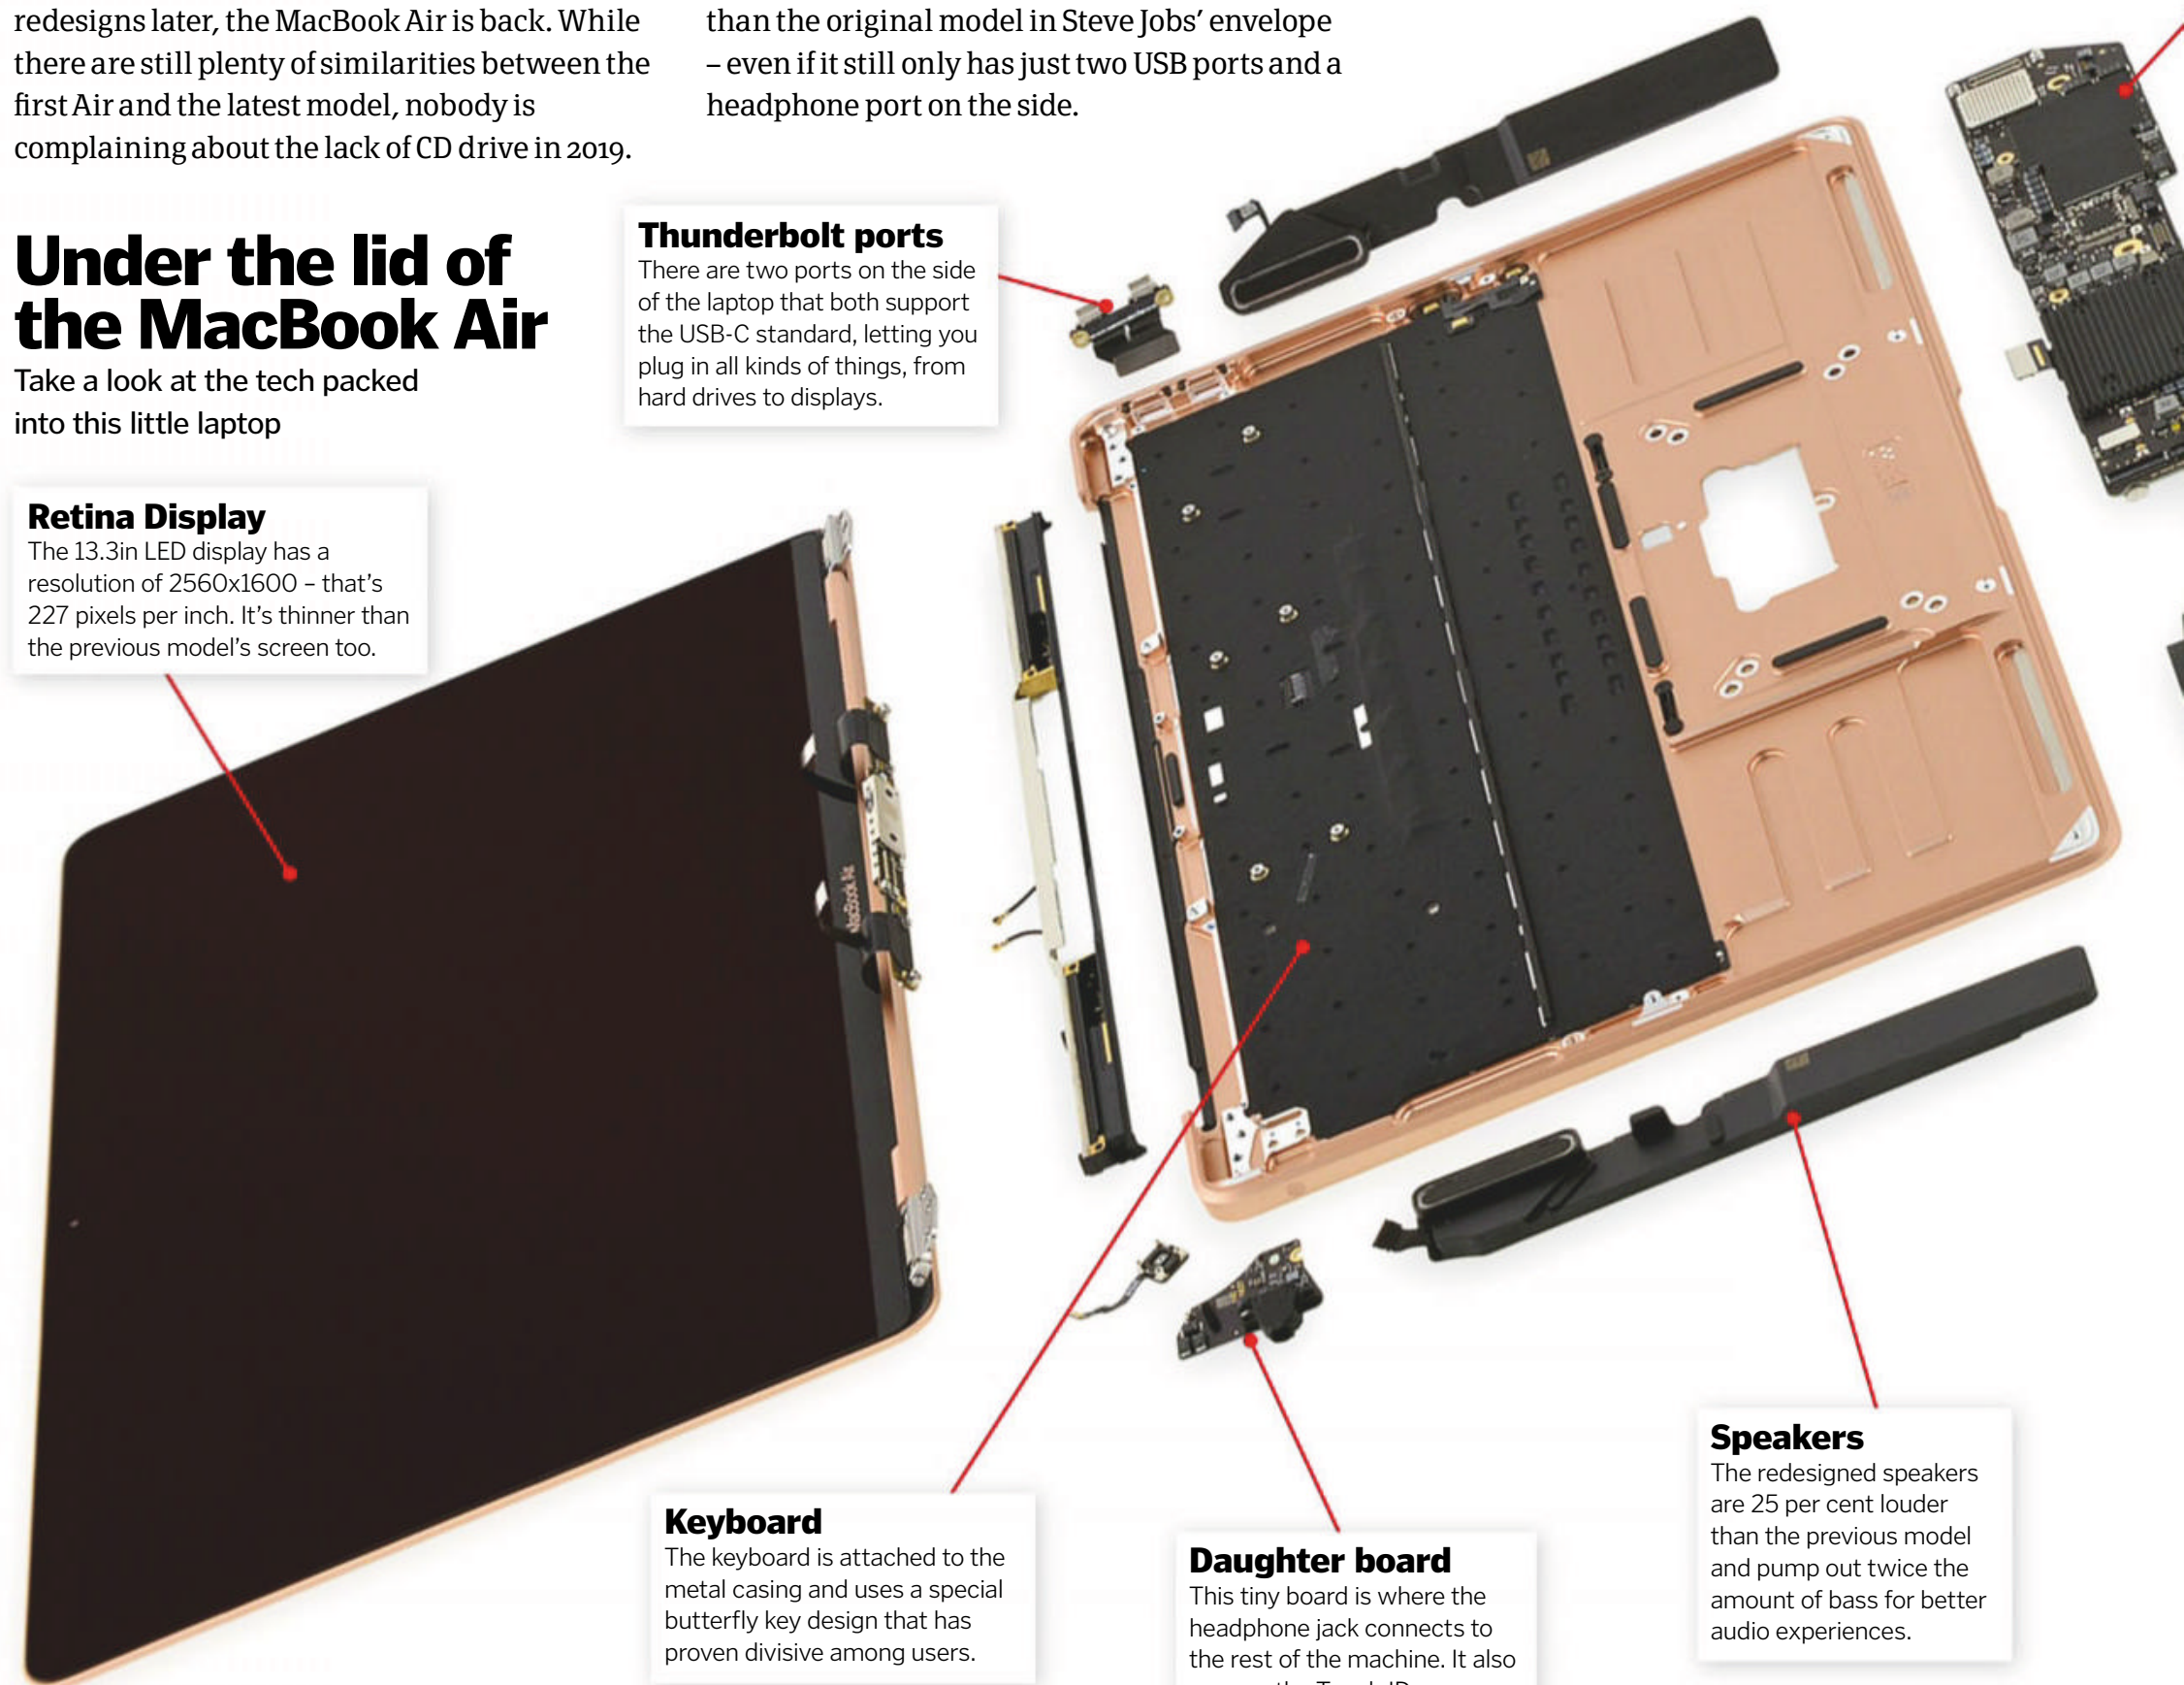 redesigns later, the MacBook Air is back. While
there are still plenty of similarities between the
first Air and the latest model, nobody is
complaining about the lack of CD drive in 2019.
than the original model in Steve Jobs’ envelope
– even if it still only has just two USB ports and a
headphone port on the side.
Under the lid of
the MacBook Air
Take a look at the tech packed
into this little laptop
Thunderbolt ports
There are two ports on the side
of the laptop that both support
the USB-C standard, letting you
plug in all kinds of things, from
hard drives to displays.
Retina Display
The 13.3in LED display has a
resolution of 2560x1600 – that’s
227 pixels per inch. It’s thinner than
the previous model’s screen too.
MacBook Air
Keyboard
The keyboard is attached to the
metal casing and uses a special
butterfly key design that has
proven divisive among users.
Daughter board
This tiny board is where the
headphone jack connects to
the rest of the machine. It also
Speakers
The redesigned speakers
are 25 per cent louder
than the previous model
and pump out twice the
amount of bass for better
audio experiences.